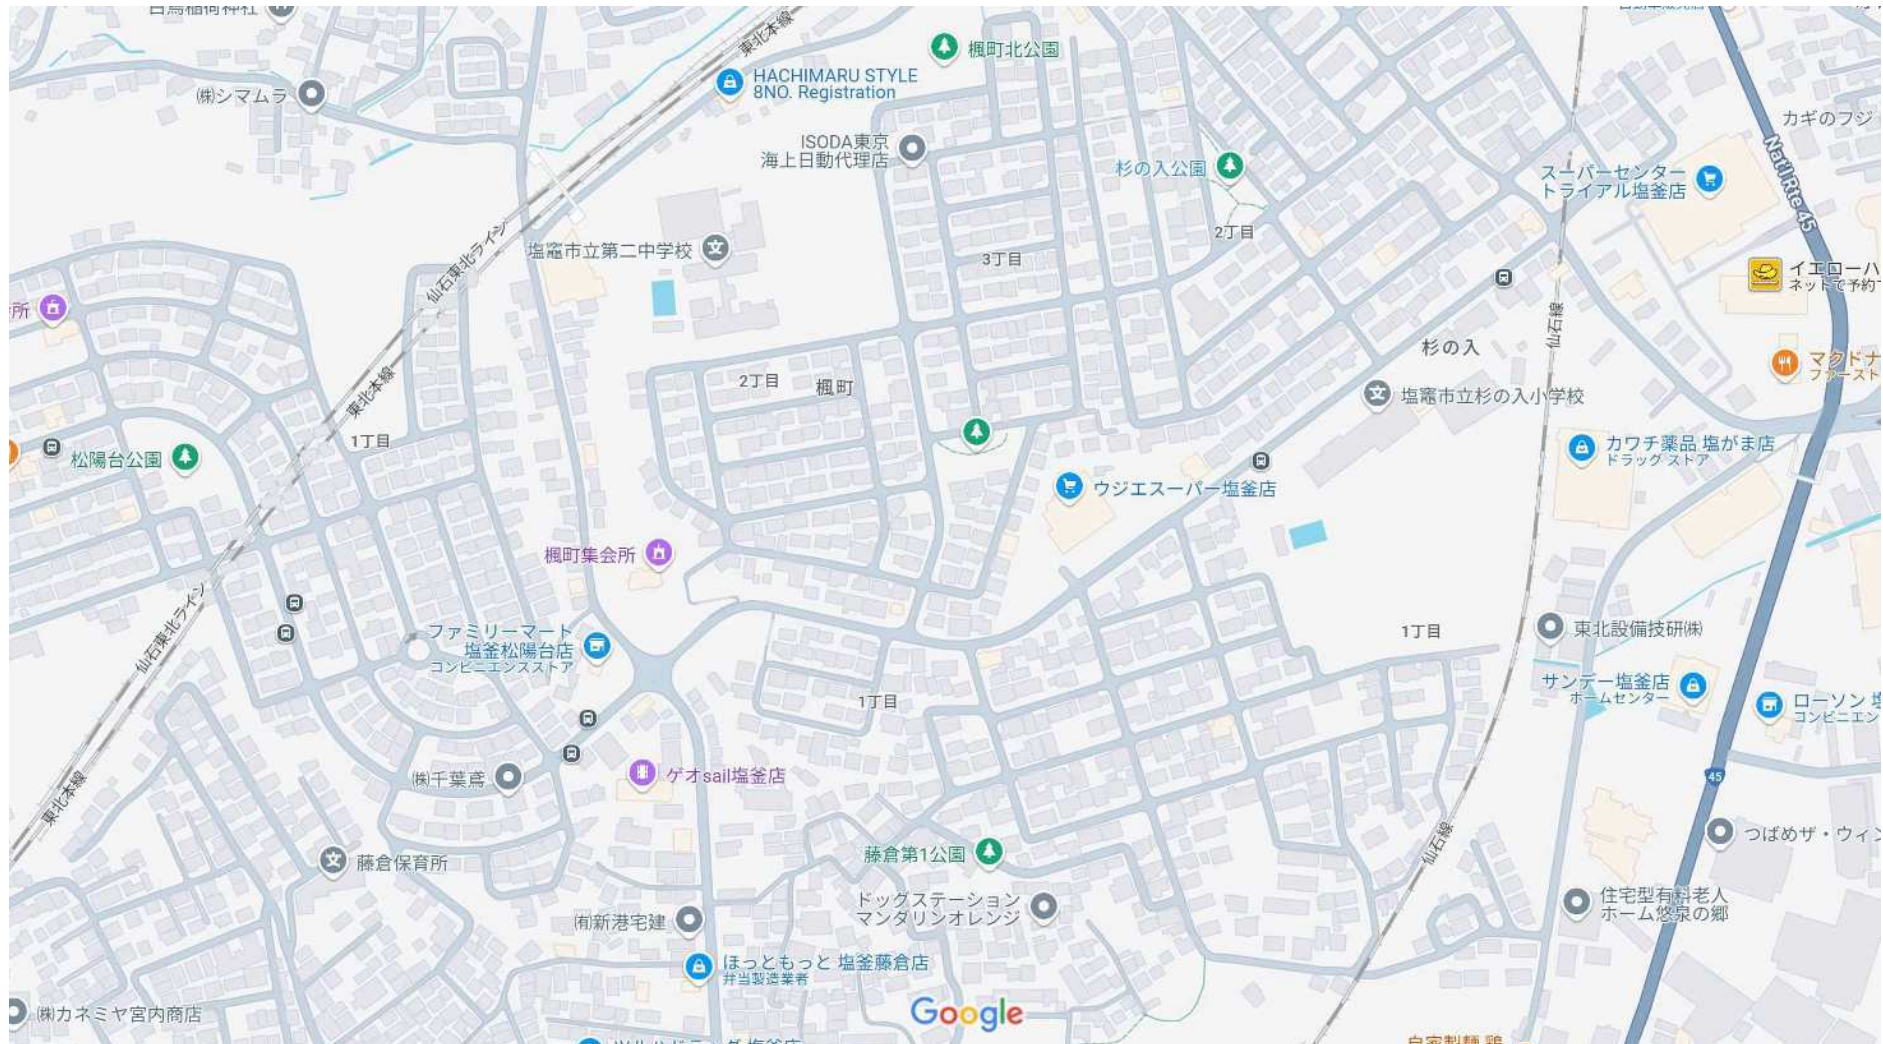 白鳥稲荷神社
㈱シマムラ
東北本線
HACHIMARU STYLE
8NO. Registration
楓町北公園
ISODA東京
海上日動代理店
杉の入公園
2丁目
スーパーセンター
トライアル塩釜店
カギのフジ
Nat'l Rte 45
仙石東北ライン
塩竈市立第二中学校
3丁目
イエローハ
ネットで予約で
所
仙石線
杉の入
マクドナ
ファースト
東北本線
2丁目
楓町
塩竈市立杉の入小学校
1丁目
松陽台公園
カワチ薬品 塩がま店
ドラッグ ストア
ウジエスーパー塩釜店
楓町集会所
仙石東北ライン
ファミリーマート
塩釜松陽台店
コンビニエンスストア
1丁目
東北設備技研㈱
サンデー塩釜店
ホームセンター
ローソン 塩
コンビニエン
1丁目
東北本線
㈱千葉鳶
ゲオsail塩釜店
45
仙石線
つばめザ・ウィン
藤倉保育所
藤倉第1公園
ドッグステーション
マンダリンオレンジ
住宅型有料老人
ホーム悠泉の郷
㈲新港宅建
ほっともっと 塩釜藤倉店
弁当製造業者
㈱カネミヤ宮内商店
Google